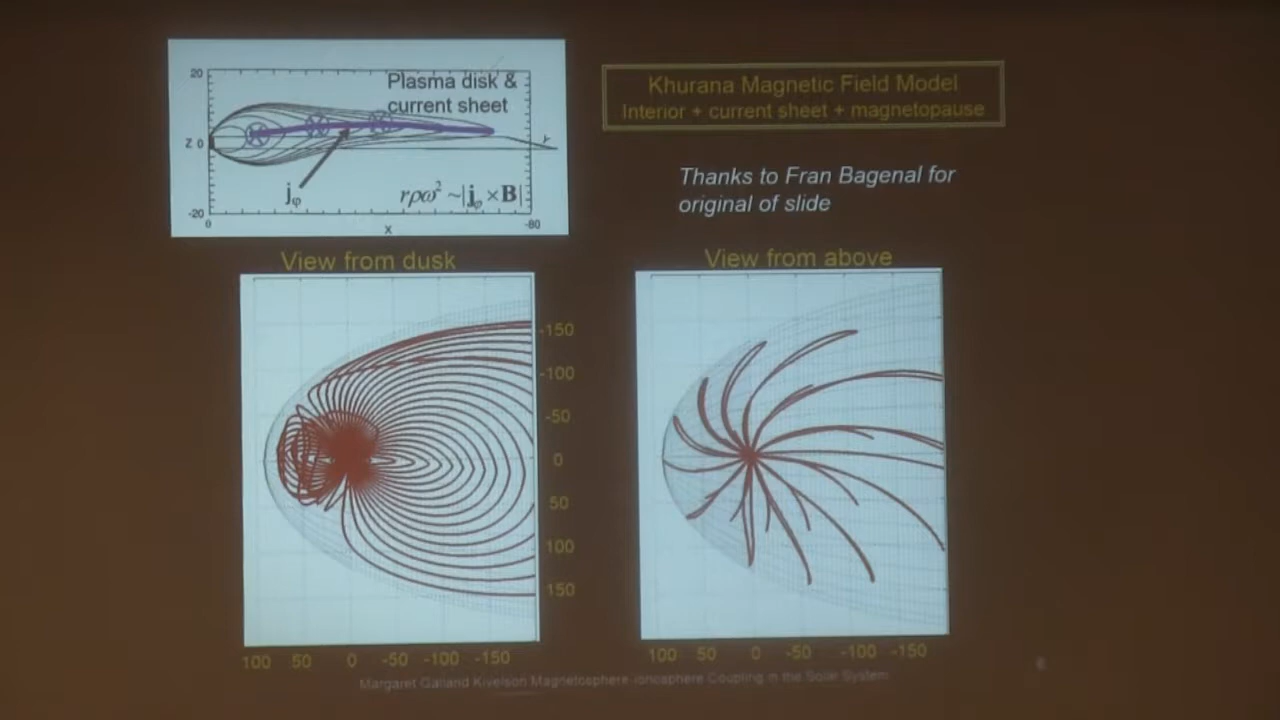 20
Plasma disk &
current sheet
Z 0
jφ
rρω² ~|jφ × B|
-20
0
X
-80
Khurana Magnetic Field Model
Interior + current sheet + magnetopause
Thanks to Fran Bagenal for
original of slide
View from dusk
-150
-100
-50
0
50
100
150
100 50 0 -50 -100 -150
View from above
100 50 0 -50 -100 -150
Margaret Galland Kivelson Magnetosphere-Ionosphere Coupling in the Solar System